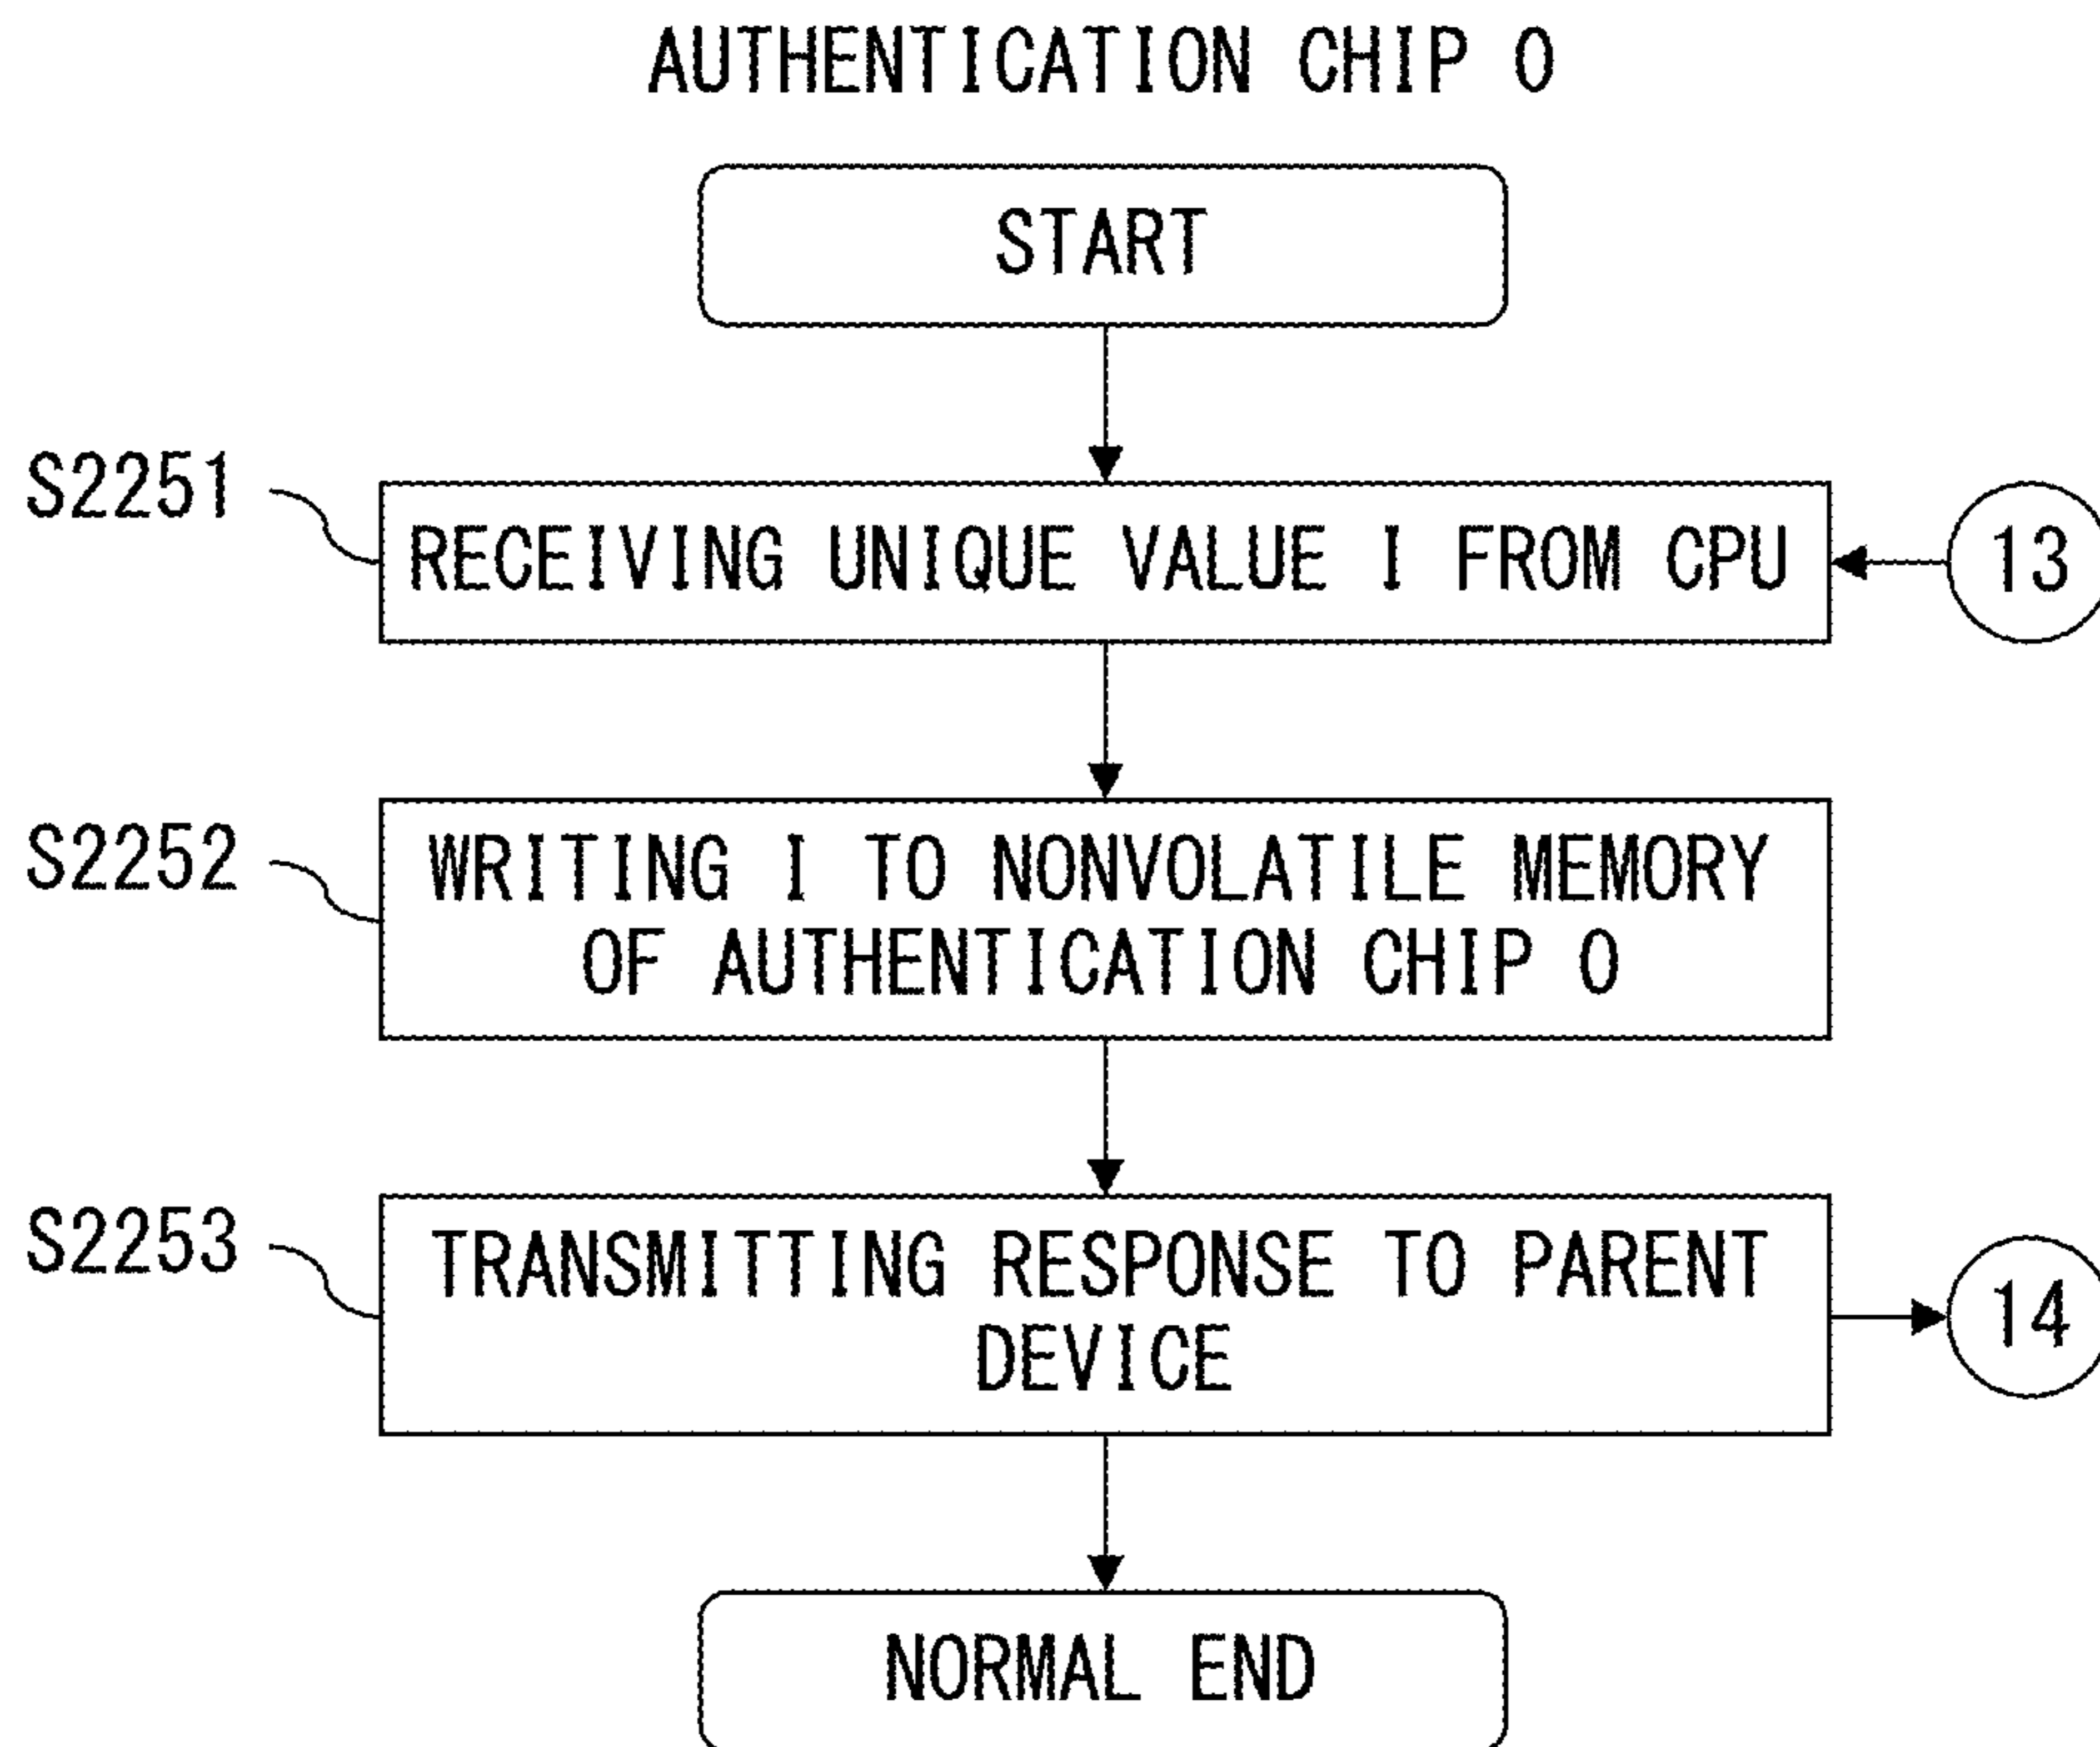 AUTHENTICATION CHIP 0
START
S2251
RECEIVING UNIQUE VALUE I FROM CPU
13
S2252
WRITING I TO NONVOLATILE MEMORY
OF AUTHENTICATION CHIP 0
S2253
TRANSMITTING RESPONSE TO PARENT
DEVICE
14
NORMAL END